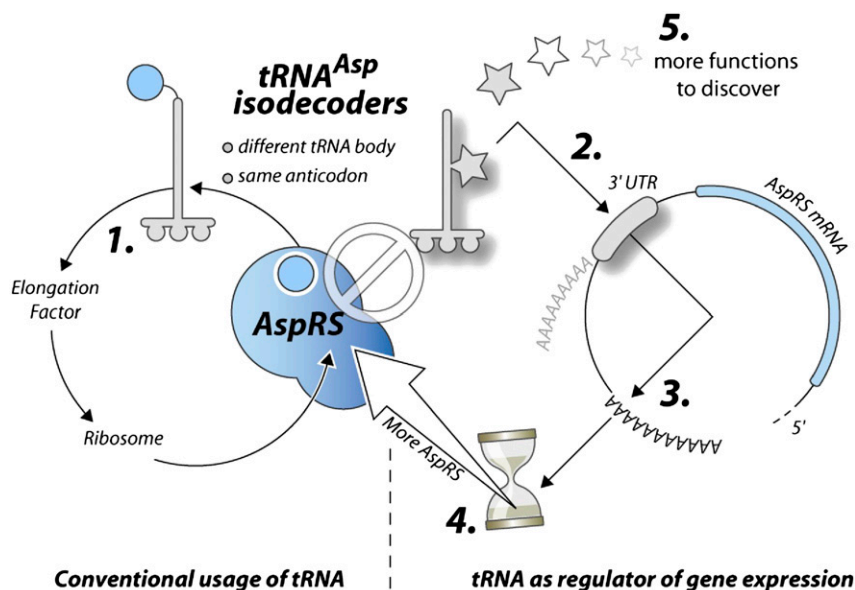 5.
more functions
to discover
tRNA^Asp
isodecoders
different tRNA body
same anticodon
1.
Elongation
Factor
Ribosome
AspRS
2.
3' UTR
AspRS mRNA
AAAAAAAAA
3.
AAAAAAAAAAA
5'
More AspRS
4.
Conventional usage of tRNA
tRNA as regulator of gene expression